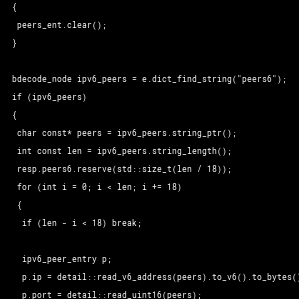 {
peers_ent.clear();
}
bdecode_node ipv6_peers = e.dict_find_string("peers6");
if (ipv6_peers)
{
char const* peers = ipv6_peers.string_ptr();
int const len = ipv6_peers.string_length();
resp.peers6.reserve(std::size_t(len / 18));
for (int i = 0; i < len; i += 18)
{
if (len - i < 18) break;
ipv6_peer_entry p;
p.ip = detail::read_v6_address(peers).to_v6().to_bytes()
p.port = detail::read_uint16(peers);